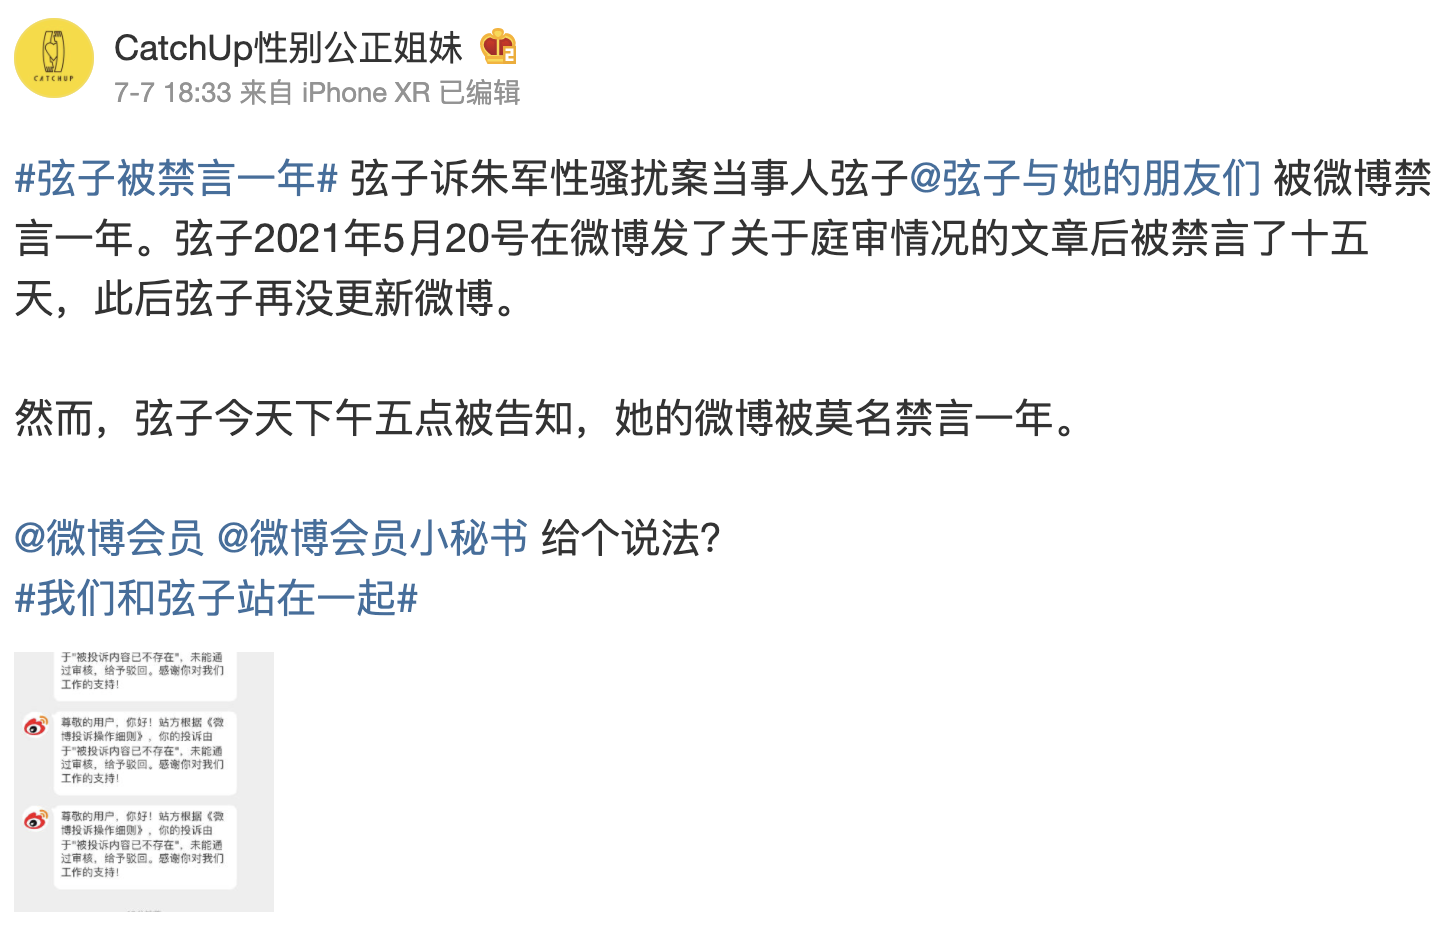 CATCHUP
CatchUp性别公正姐妹
2
7-7 18:33 来自 iPhone XR 已编辑
#弦子被禁言一年# 弦子诉朱军性骚扰案当事人弦子@弦子与她的朋友们 被微博禁
言一年。弦子2021年5月20号在微博发了关于庭审情况的文章后被禁言了十五
天，此后弦子再没更新微博。
然而，弦子今天下午五点被告知，她的微博被莫名禁言一年。
@微博会员 @微博会员小秘书 给个说法？
#我们和弦子站在一起#
于"被投诉内容已不存在"，未能通
过审核，给予驳回。感谢你对我们
工作的支持！
尊敬的用户，你好！站方根据《微
博投诉操作细则》，你的投诉由
于"被投诉内容已不存在"，未能通
过审核，给予驳回。感谢你对我们
工作的支持！
尊敬的用户，你好！站方根据《微
博投诉操作细则》，你的投诉由
于"被投诉内容已不存在"，未能通
过审核，给予驳回。感谢你对我们
工作的支持！